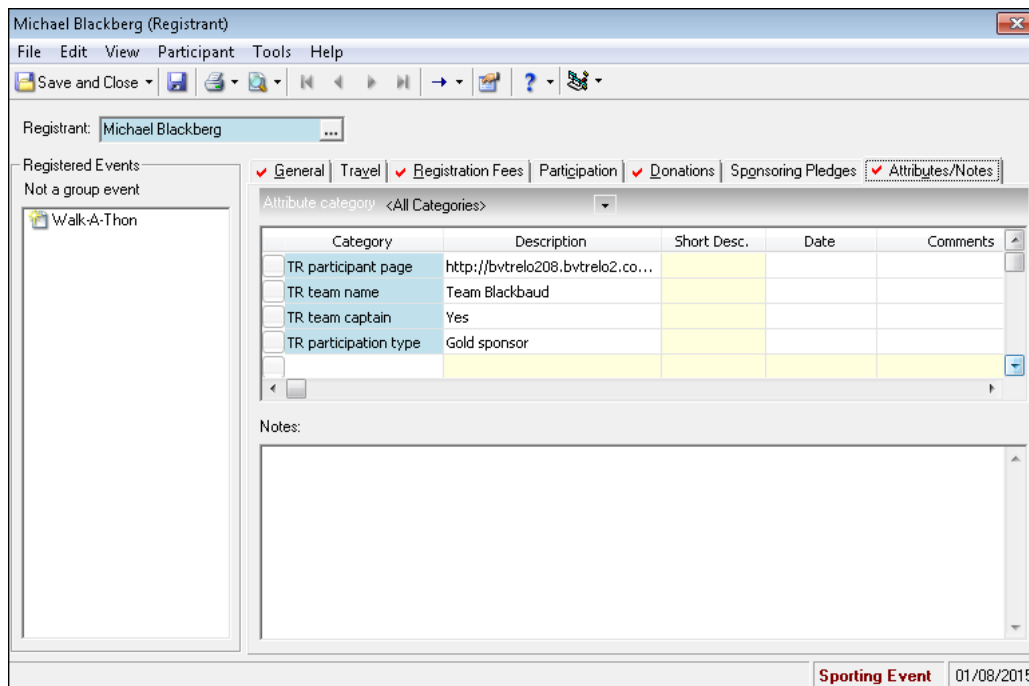 Michael Blackberg (Registrant)
File Edit View Participant Tools Help
Save and Close
Registrant: Michael Blackberg ...
Registered Events
Not a group event
Walk-A-Thon
General Travel Registration Fees Participation Donations Sponsoring Pledges Attributes/Notes
Attribute category <All Categories>
Category Description Short Desc. Date Comments
TR participant page http://bvtrelo208.bvtrelo2.co...
TR team name Team Blackbaud
TR team captain Yes
TR participation type Gold sponsor
Notes:
Sporting Event 01/08/2015